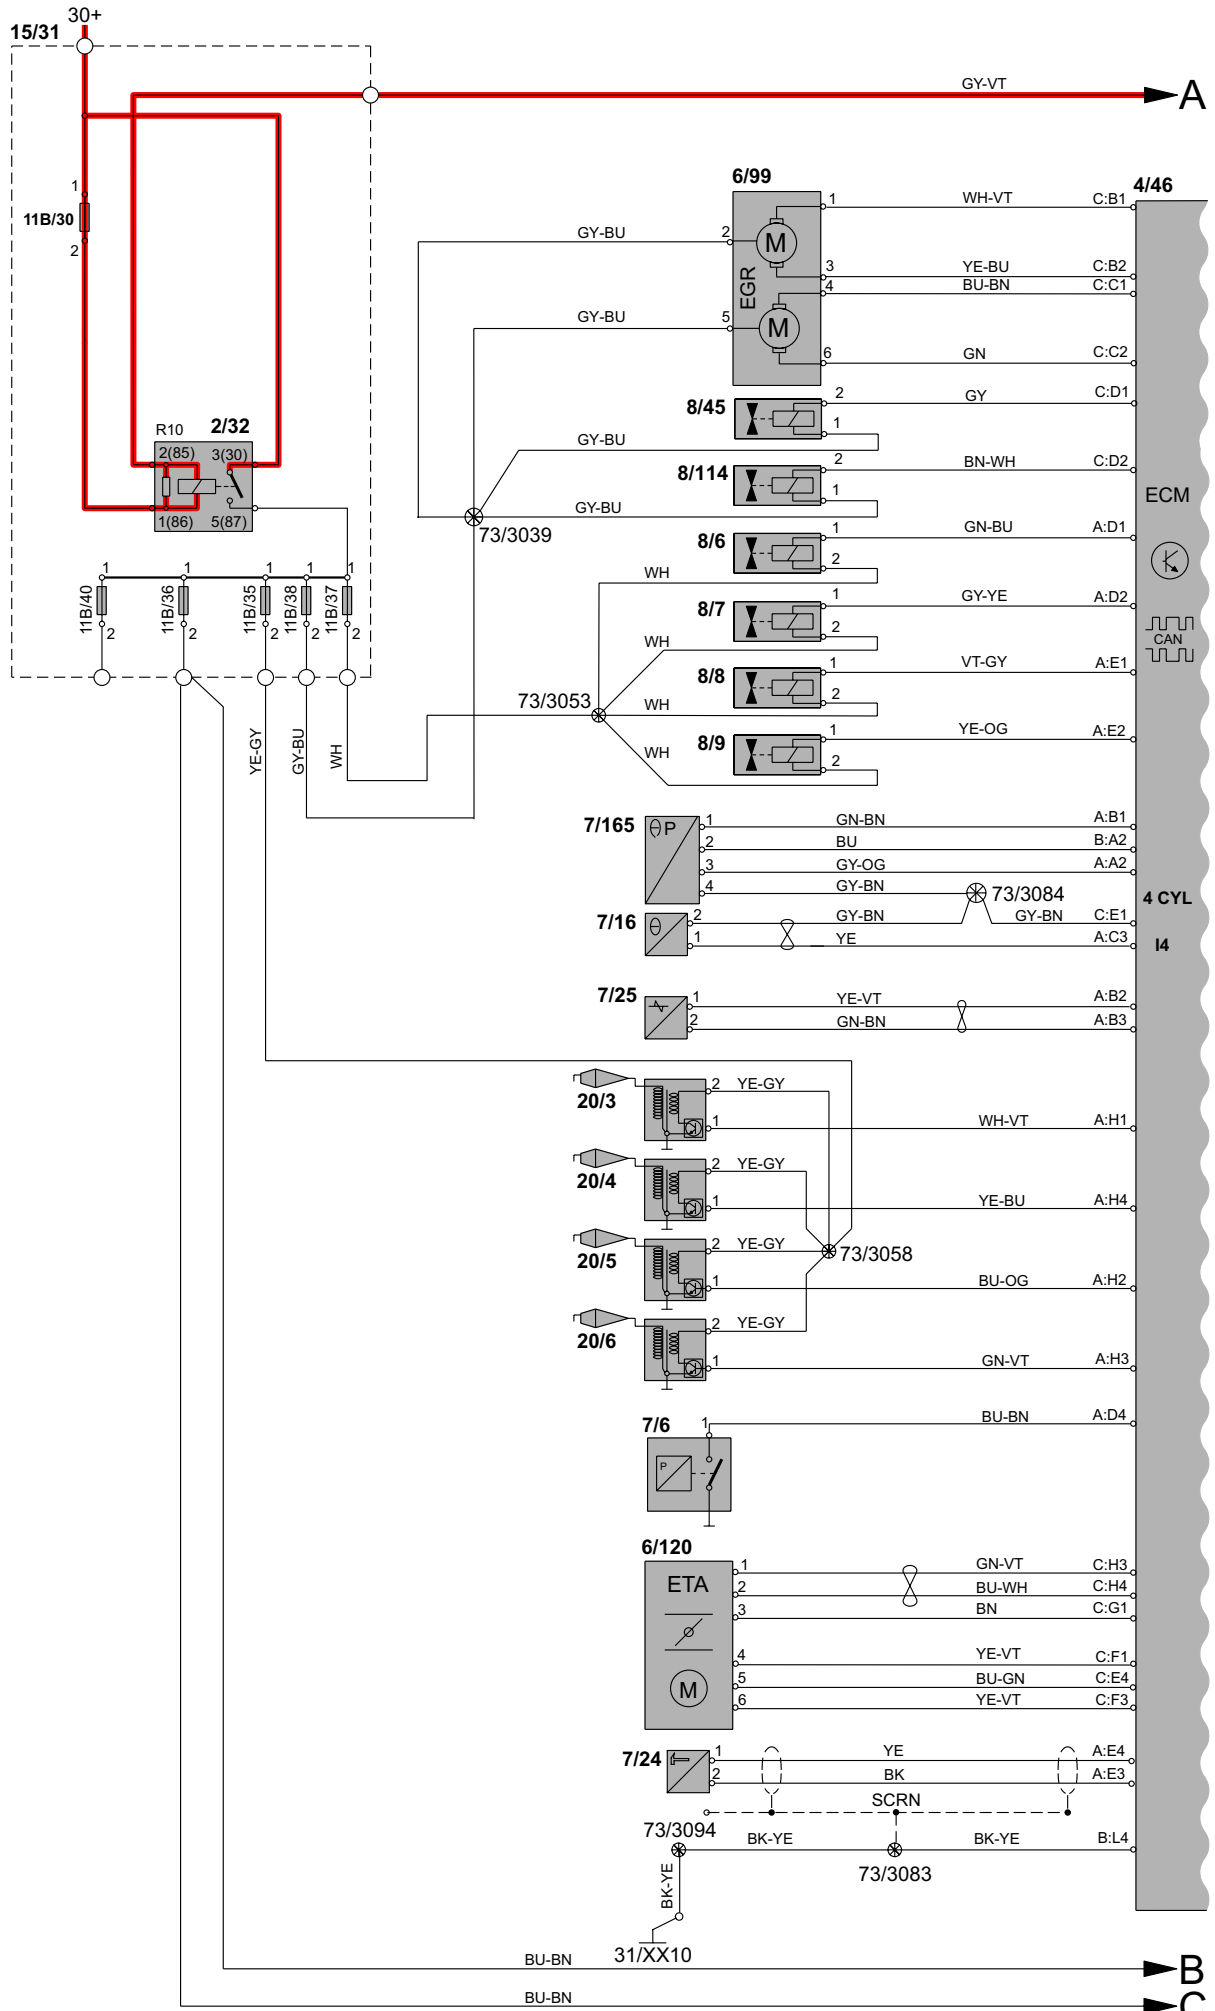 30+
15/31
GY-VT
A
6/99
4/46
1 WH-VT C:B1
1
11B/30
2
GY-BU 2
M
3 YE-BU C:B2
4 BU-BN C:C1
EGR
GY-BU 5
M
6 GN C:C2
8/45
2 GY C:D1
1
GY-BU
R10 2/32
2(85) 3(30)
8/114
2 BN-WH C:D2
1
GY-BU
1(86) 5(87)
73/3039
ECM
8/6
1 GN-BU A:D1
2
WH
1 1 1 1 1
11B/40 11B/36 11B/35 11B/38 11B/37
2 2 2 2 2
8/7
1 GY-YE A:D2
2
WH
CAN
8/8
1 VT-GY A:E1
2
73/3053
WH
8/9
1 YE-OG A:E2
2
WH
YE-GY GY-BU WH
7/165
ϴ P
1 GN-BN A:B1
2 BU B:A2
3 GY-OG A:A2
4 GY-BN
73/3084
4 CYL
7/16
ϴ
2 GY-BN GY-BN C:E1
1 YE A:C3
I4
7/25
1 YE-VT A:B2
2 GN-BN A:B3
20/3
2 YE-GY
1 WH-VT A:H1
20/4
2 YE-GY
1 YE-BU A:H4
20/5
2 YE-GY
73/3058
1 BU-OG A:H2
20/6
2 YE-GY
1 GN-VT A:H3
7/6
1 BU-BN A:D4
P
6/120
ETA
M
1 GN-VT C:H3
2 BU-WH C:H4
3 BN C:G1
4 YE-VT C:F1
5 BU-GN C:E4
6 YE-VT C:F3
7/24
1 YE A:E4
2 BK A:E3
SCRN
73/3094
BK-YE BK-YE B:L4
73/3083
BK-YE
31/XX10
BU-BN B
BU-BN C